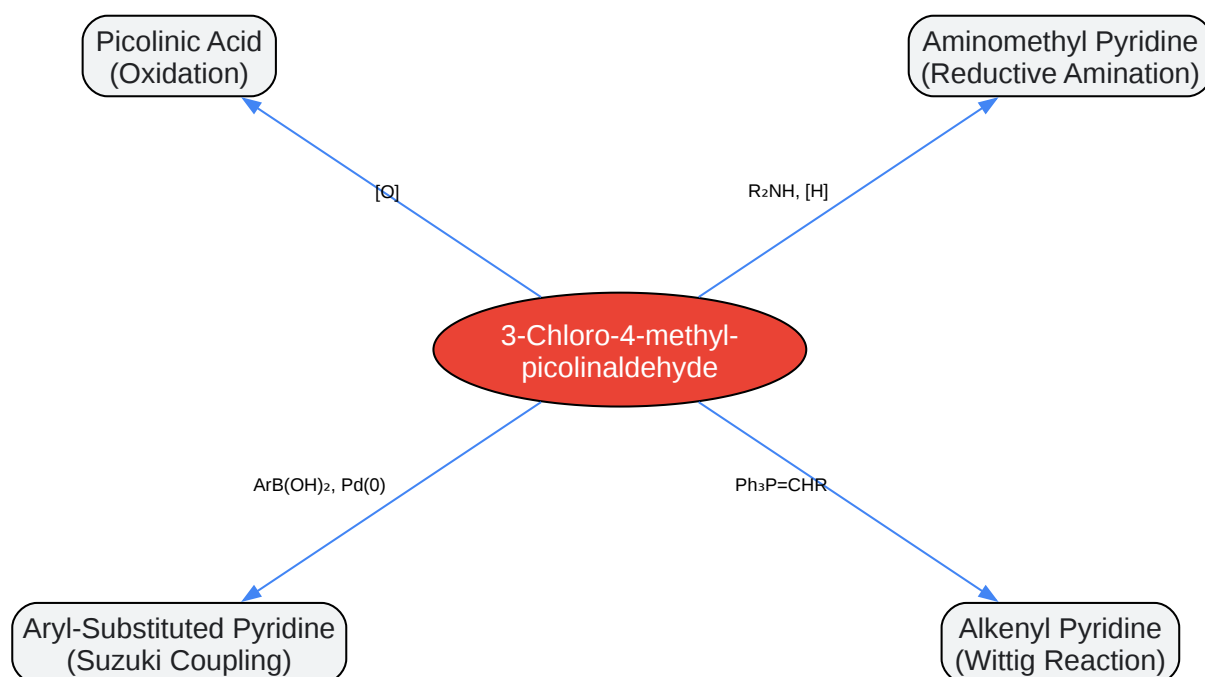 Picolinic Acid
(Oxidation)
Aminomethyl Pyridine
(Reductive Amination)
[O]
R₂NH, [H]
3-Chloro-4-methyl-
picolinaldehyde
ArB(OH)₂, Pd(0)
Ph₃P=CHR
Aryl-Substituted Pyridine
(Suzuki Coupling)
Alkenyl Pyridine
(Wittig Reaction)